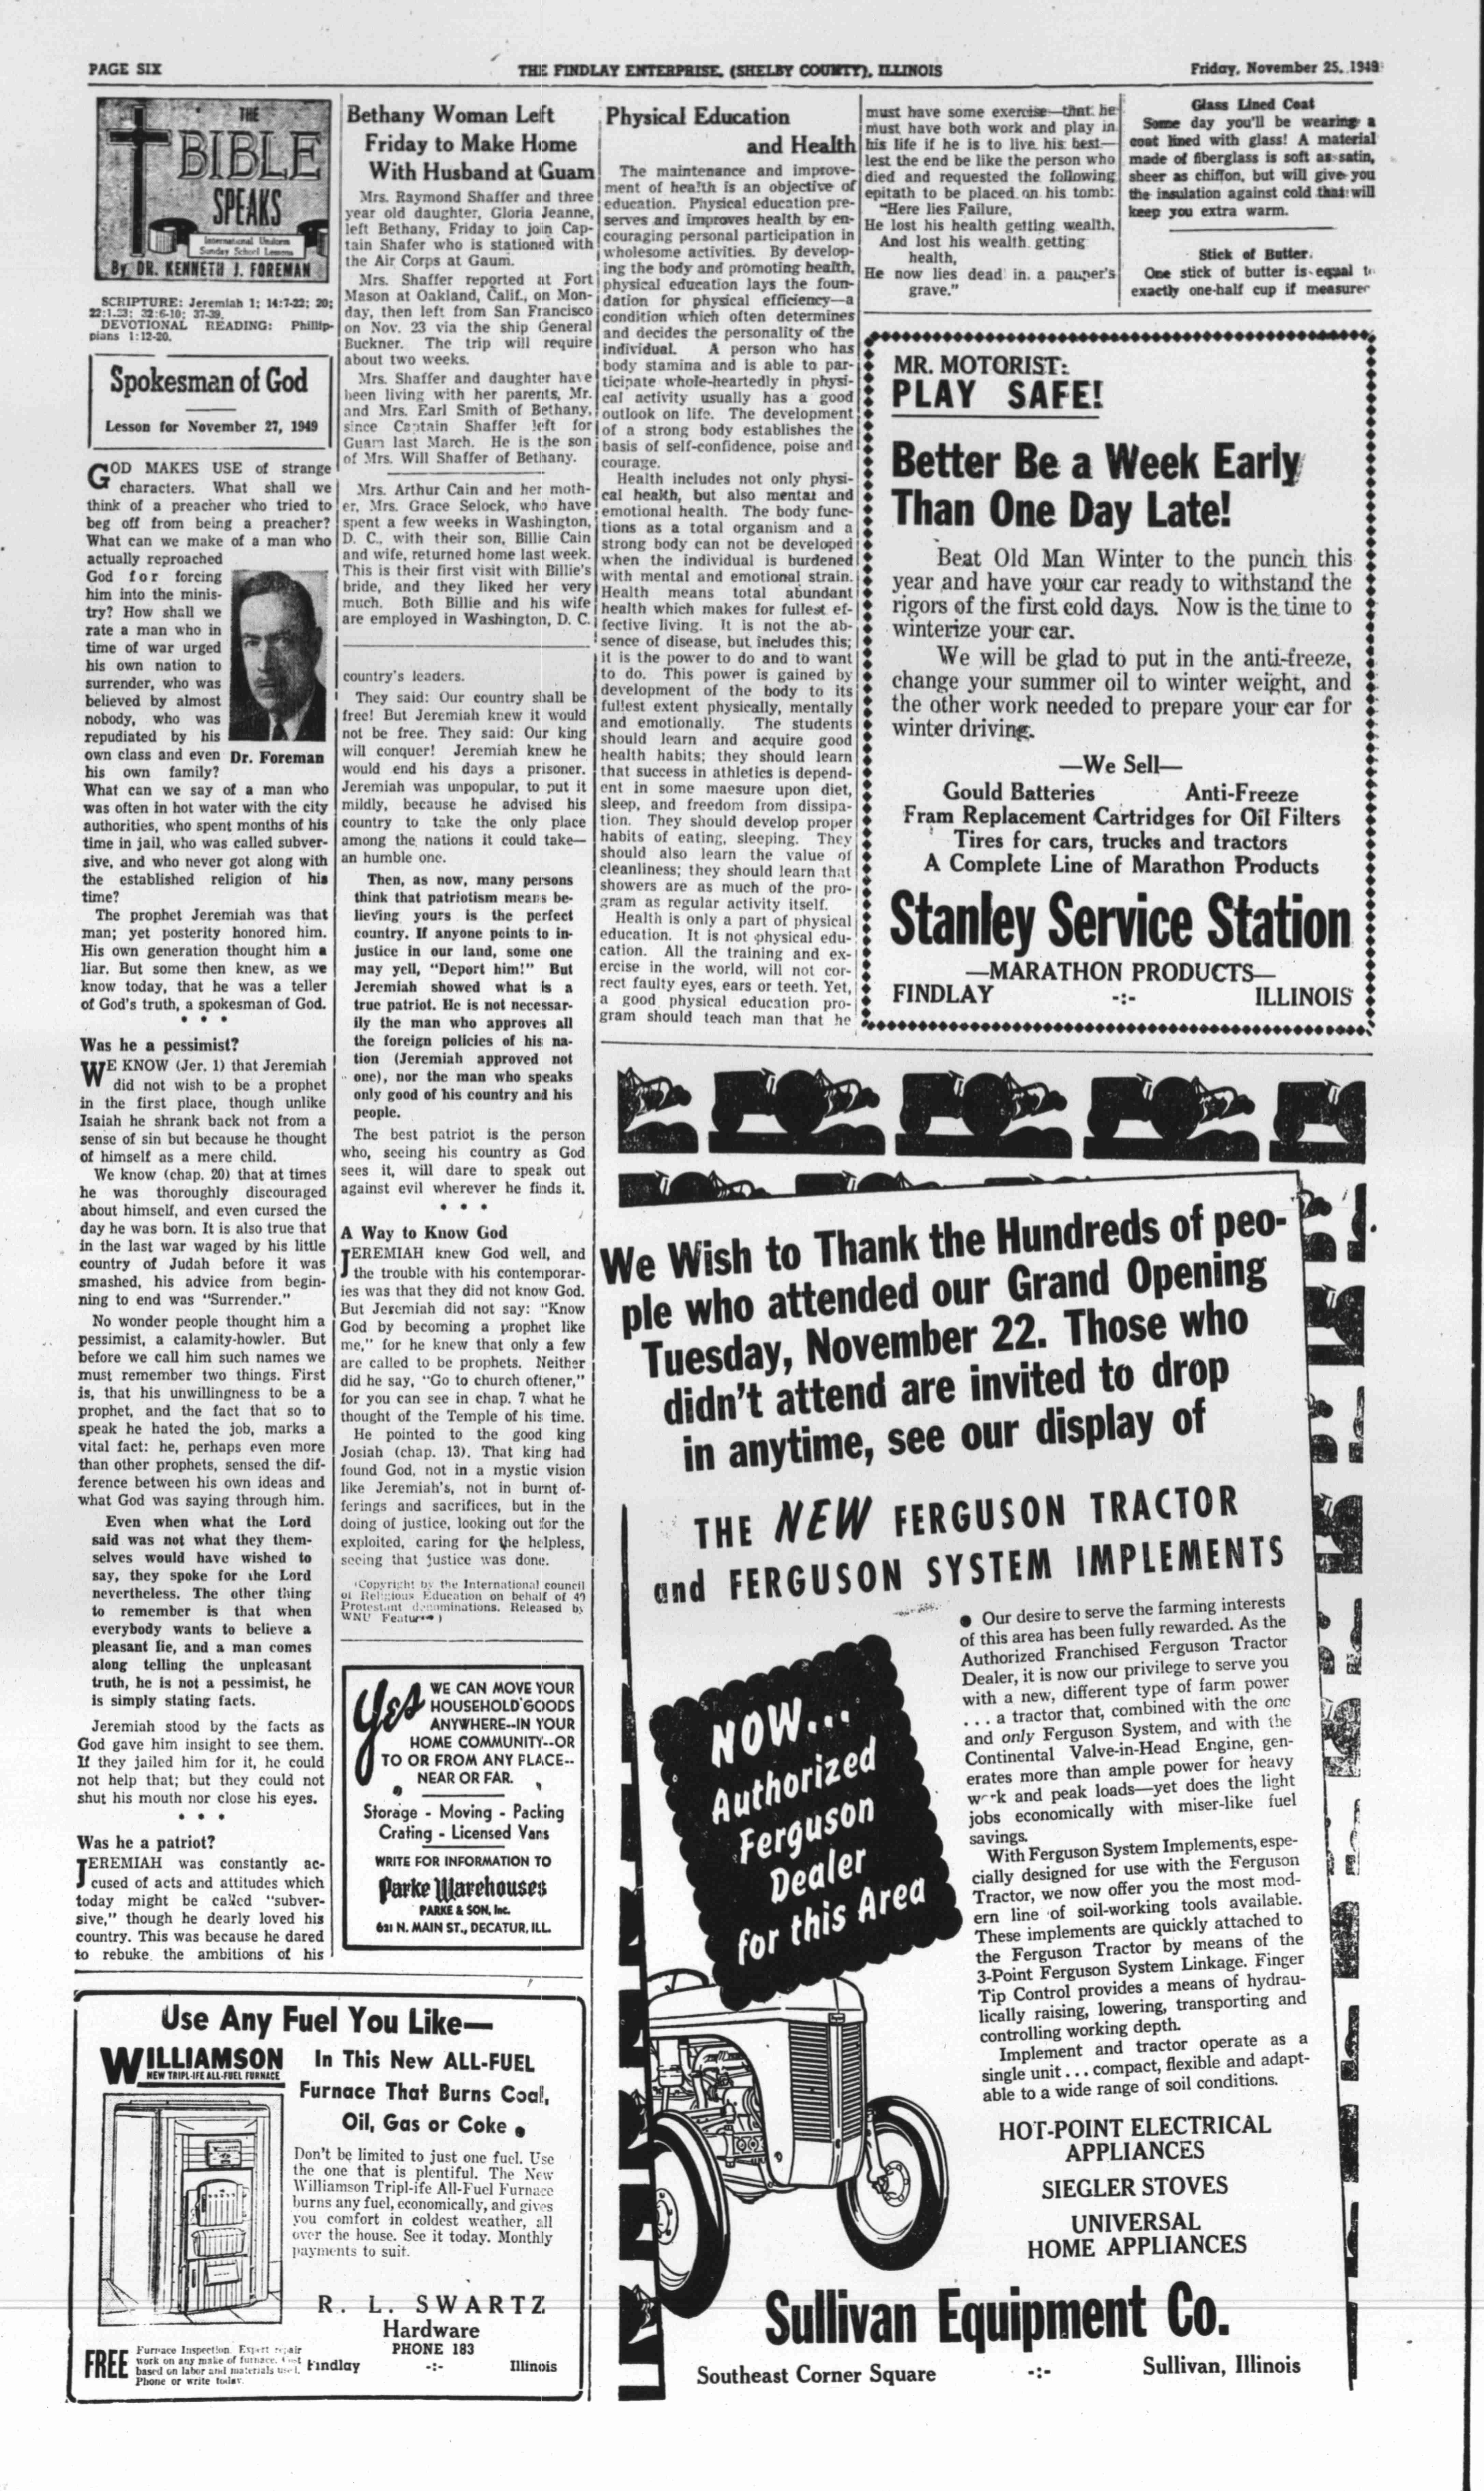 PAGE SIX
THE FINDLAY ENTERPRISE, (SHELBY COUNTY), ILLINOIS
Friday, November 25, 1949
THE
BIBLE
SPEAKS
International Uniform
Sunday School Lessons
By DR. KENNETH J. FOREMAN
SCRIPTURE: Jeremiah 1; 14:7-22; 20;
22:1-23; 32:6-10; 37-39.
DEVOTIONAL READING: Philip-
pians 1:12-20.
Spokesman of God
Lesson for November 27, 1949
GOD MAKES USE of strange
characters. What shall we
think of a preacher who tried to
beg off from being a preacher?
What can we make of a man who
actually reproached
God for forcing
him into the minis-
try? How shall we
rate a man who in
time of war urged
his own nation to
surrender, who was
believed by almost
nobody, who was
repudiated by his
own class and even
his own family?
Dr. Foreman
What can we say of a man who
was often in hot water with the city
authorities, who spent months of his
time in jail, who was called subver-
sive, and who never got along with
the established religion of his
time?
The prophet Jeremiah was that
man; yet posterity honored him.
His own generation thought him a
liar. But some then knew, as we
know today, that he was a teller
of God's truth, a spokesman of God.
* * *
Was he a pessimist?
WE KNOW (Jer. 1) that Jeremiah
did not wish to be a prophet
in the first place, though unlike
Isaiah he shrank back not from a
sense of sin but because he thought
of himself as a mere child.
We know (chap. 20) that at times
he was thoroughly discouraged
about himself, and even cursed the
day he was born. It is also true that
in the last war waged by his little
country of Judah before it was
smashed, his advice from begin-
ning to end was "Surrender."
No wonder people thought him a
pessimist, a calamity-howler. But
before we call him such names we
must remember two things. First
is, that his unwillingness to be a
prophet, and the fact that so to
speak he hated the job, marks a
vital fact: he, perhaps even more
than other prophets, sensed the dif-
ference between his own ideas and
what God was saying through him.
Even when what the Lord
said was not what they them-
selves would have wished to
say, they spoke for the Lord
nevertheless. The other thing
to remember is that when
everybody wants to believe a
pleasant lie, and a man comes
along telling the unpleasant
truth, he is not a pessimist, he
is simply stating facts.
Jeremiah stood by the facts as
God gave him insight to see them.
If they jailed him for it, he could
not help that; but they could not
shut his mouth nor close his eyes.
* * *
Was he a patriot?
JEREMIAH was constantly ac-
cused of acts and attitudes which
today might be called "subver-
sive," though he dearly loved his
country. This was because he dared
to rebuke the ambitions of his
Bethany Woman Left
Friday to Make Home
With Husband at Guam
Mrs. Raymond Shaffer and three
year old daughter, Gloria Jeanne,
left Bethany, Friday to join Cap-
tain Shafer who is stationed with
the Air Corps at Gaum.
Mrs. Shaffer reported at Fort
Mason at Oakland, Calif., on Mon-
day, then left from San Francisco
on Nov. 23 via the ship General
Buckner. The trip will require
about two weeks.
Mrs. Shaffer and daughter have
been living with her parents, Mr.
and Mrs. Earl Smith of Bethany,
since Captain Shaffer left for
Guam last March. He is the son
of Mrs. Will Shaffer of Bethany.
Mrs. Arthur Cain and her moth-
er, Mrs. Grace Selock, who have
spent a few weeks in Washington,
D. C., with their son, Billie Cain
and wife, returned home last week.
This is their first visit with Billie's
bride, and they liked her very
much. Both Billie and his wife
are employed in Washington, D. C.
country's leaders.
They said: Our country shall be
free! But Jeremiah knew it would
not be free. They said: Our king
will conquer! Jeremiah knew he
would end his days a prisoner.
Jeremiah was unpopular, to put it
mildly, because he advised his
country to take the only place
among the nations it could take—
an humble one.
Then, as now, many persons
think that patriotism means be-
lieving yours is the perfect
country. If anyone points to in-
justice in our land, some one
may yell, "Deport him!" But
Jeremiah showed what is a
true patriot. He is not necessar-
ily the man who approves all
the foreign policies of his na-
tion (Jeremiah approved not
one), nor the man who speaks
only good of his country and his
people.
The best patriot is the person
who, seeing his country as God
sees it, will dare to speak out
against evil wherever he finds it.
* * *
A Way to Know God
JEREMIAH knew God well, and
the trouble with his contemporar-
ies was that they did not know God.
But Jeremiah did not say: "Know
God by becoming a prophet like
me," for he knew that only a few
are called to be prophets. Neither
did he say, "Go to church oftener,"
for you can see in chap. 7 what he
thought of the Temple of his time.
He pointed to the good king
Josiah (chap. 13). That king had
found God, not in a mystic vision
like Jeremiah's, not in burnt of-
ferings and sacrifices, but in the
doing of justice, looking out for the
exploited, caring for the helpless,
seeing that justice was done.
(Copyright by the International council
of Religious Education on behalf of 40
Protestant denominations. Released by
WNU Features)
Yes WE CAN MOVE YOUR
HOUSEHOLD GOODS
ANYWHERE--IN YOUR
HOME COMMUNITY--OR
TO OR FROM ANY PLACE--
NEAR OR FAR.
Storage - Moving - Packing
Crating - Licensed Vans
WRITE FOR INFORMATION TO
Parke Warehouses
PARKE & SON, Inc.
621 N. MAIN ST., DECATUR, ILL.
Use Any Fuel You Like—
WILLIAMSON
NEW TRIPL-IFE ALL-FUEL FURNACE
In This New ALL-FUEL
Furnace That Burns Coal,
Oil, Gas or Coke.
Don't be limited to just one fuel. Use
the one that is plentiful. The New
Williamson Tripl-ife All-Fuel Furnace
burns any fuel, economically, and gives
you comfort in coldest weather, all
over the house. See it today. Monthly
payments to suit.
R. L. SWARTZ
Hardware
PHONE 183
Findlay -:- Illinois
FREE Furnace Inspection. Expert repair
work on any make of furnace. Cost
based on labor and materials used.
Phone or write today.
Physical Education
and Health
The maintenance and improve-
ment of health is an objective of
education. Physical education pre-
serves and improves health by en-
couraging personal participation in
wholesome activities. By develop-
ing the body and promoting health,
physical education lays the foun-
dation for physical efficiency—a
condition which often determines
and decides the personality of the
individual. A person who has
body stamina and is able to par-
ticipate whole-heartedly in physi-
cal activity usually has a good
outlook on life. The development
of a strong body establishes the
basis of self-confidence, poise and
courage.
Health includes not only physi-
cal health, but also mental and
emotional health. The body func-
tions as a total organism and a
strong body can not be developed
when the individual is burdened
with mental and emotional strain.
Health means total abundant
health which makes for fullest ef-
fective living. It is not the ab-
sence of disease, but includes this;
it is the power to do and to want
to do. This power is gained by
development of the body to its
fullest extent physically, mentally
and emotionally. The students
should learn and acquire good
health habits; they should learn
that success in athletics is depend-
ent in some maesure upon diet,
sleep, and freedom from dissipa-
tion. They should develop proper
habits of eating, sleeping. They
should also learn the value of
cleanliness; they should learn that
showers are as much of the pro-
gram as regular activity itself.
Health is only a part of physical
education. It is not physical edu-
cation. All the training and ex-
ercise in the world, will not cor-
rect faulty eyes, ears or teeth. Yet,
a good physical education pro-
gram should teach man that he
must have some exercise—that he
must have both work and play in
his life if he is to live his best—
lest the end be like the person who
died and requested the following
epitath to be placed on his tomb:
"Here lies Failure,
He lost his health getting wealth,
And lost his wealth getting
health,
He now lies dead in a pauper's
grave."
Glass Lined Coat
Some day you'll be wearing a
coat lined with glass! A material
made of fiberglass is soft as satin,
sheer as chiffon, but will give you
the insulation against cold that will
keep you extra warm.
Stick of Butter
One stick of butter is equal to
exactly one-half cup if measured
MR. MOTORIST:
PLAY SAFE!
Better Be a Week Early
Than One Day Late!
Beat Old Man Winter to the punch this
year and have your car ready to withstand the
rigors of the first cold days. Now is the time to
winterize your car.
We will be glad to put in the anti-freeze,
change your summer oil to winter weight, and
the other work needed to prepare your car for
winter driving.
—We Sell—
Gould Batteries Anti-Freeze
Fram Replacement Cartridges for Oil Filters
Tires for cars, trucks and tractors
A Complete Line of Marathon Products
Stanley Service Station
—MARATHON PRODUCTS—
FINDLAY -:- ILLINOIS
We Wish to Thank the Hundreds of peo-
ple who attended our Grand Opening
Tuesday, November 22. Those who
didn't attend are invited to drop
in anytime, see our display of
THE NEW FERGUSON TRACTOR
and FERGUSON SYSTEM IMPLEMENTS
NOW...
Authorized
Ferguson
Dealer
for this Area
• Our desire to serve the farming interests
of this area has been fully rewarded. As the
Authorized Franchised Ferguson Tractor
Dealer, it is now our privilege to serve you
with a new, different type of farm power
. . . a tractor that, combined with the one
and only Ferguson System, and with the
Continental Valve-in-Head Engine, gen-
erates more than ample power for heavy
work and peak loads—yet does the light
jobs economically with miser-like fuel
savings.
With Ferguson System Implements, espe-
cially designed for use with the Ferguson
Tractor, we now offer you the most mod-
ern line of soil-working tools available.
These implements are quickly attached to
the Ferguson Tractor by means of the
3-Point Ferguson System Linkage. Finger
Tip Control provides a means of hydrau-
lically raising, lowering, transporting and
controlling working depth.
Implement and tractor operate as a
single unit . . . compact, flexible and adapt-
able to a wide range of soil conditions.
HOT-POINT ELECTRICAL
APPLIANCES
SIEGLER STOVES
UNIVERSAL
HOME APPLIANCES
Sullivan Equipment Co.
Southeast Corner Square -:- Sullivan, Illinois